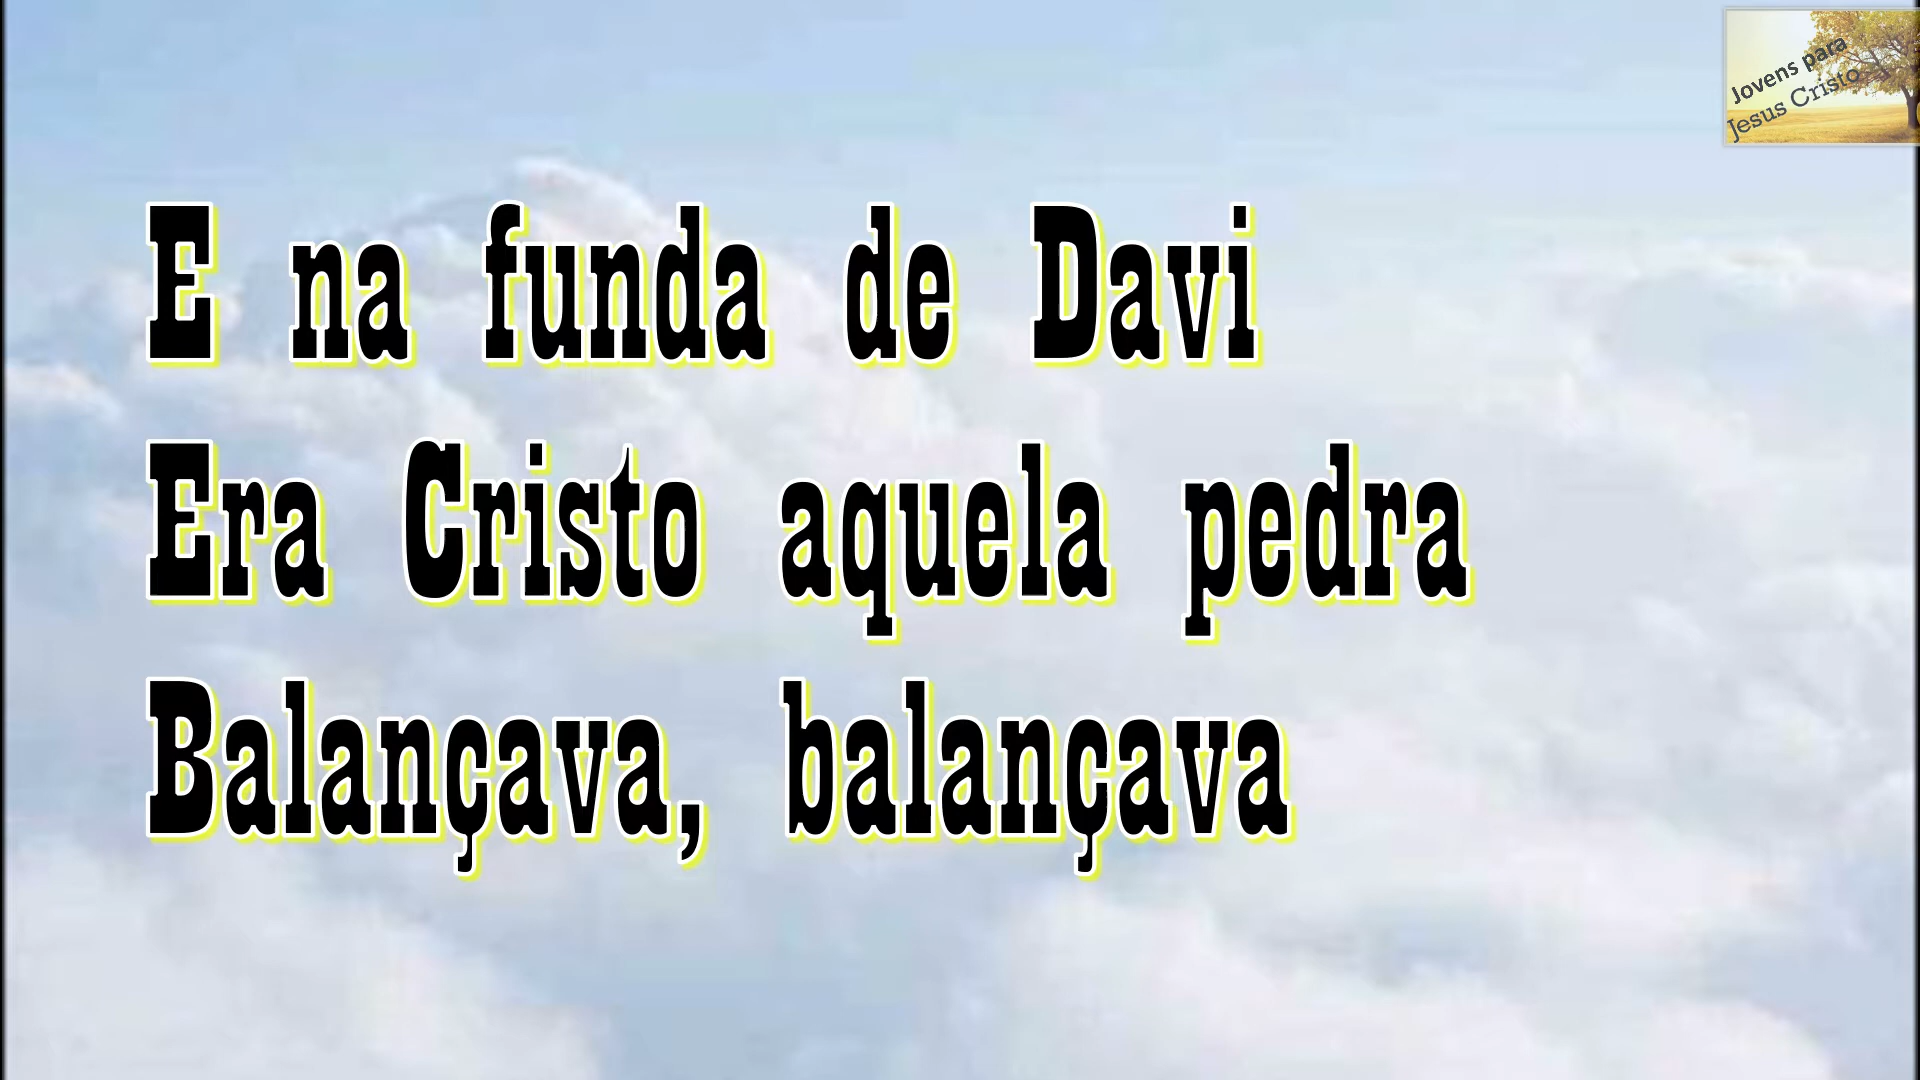 Jovens para
Jesus Cristo
E na funda de Davi
Era Cristo aquela pedra
Balançava, balançava